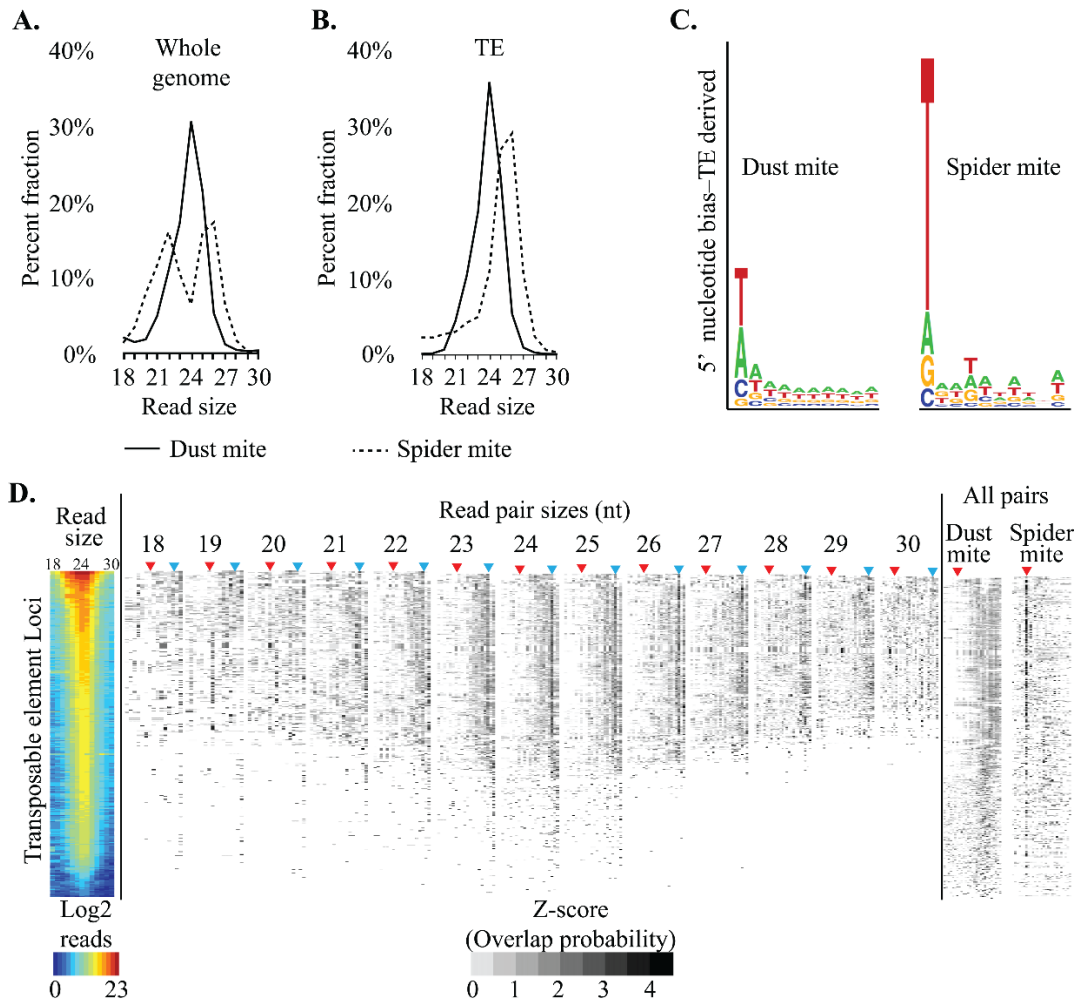 A.
Whole
genome
40%
30%
20%
10%
0%
Percent fraction
18 21 24 27 30
Read size
B.
TE
40%
30%
20%
10%
0%
Percent fraction
18 21 24 27 30
Read size
Dust mite
Spider mite
C.
5' nucleotide bias–TE derived
Dust mite
T
A
C
G
A
T
C
Spider mite
T
A
G
C
D.
Read
size
18 24 30
Transposable element Loci
Log2
reads
0 23
Read pair sizes (nt)
18 19 20 21 22 23 24 25 26 27 28 29 30
Z-score
(Overlap probability)
0 1 2 3 4
All pairs
Dust Spider
mite mite